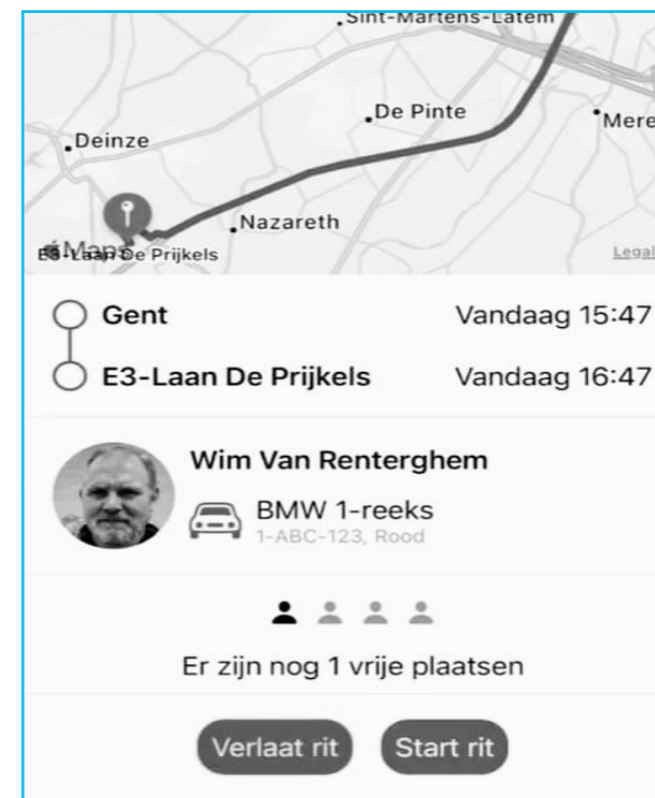 Sint-Martens-Latem
De Pinte
Mere
Deinze
Nazareth
Maps
E3-Laan De Prijkels
Legal
Gent Vandaag 15:47
E3-Laan De Prijkels Vandaag 16:47
Wim Van Renterghem
BMW 1-reeks
1-ABC-123, Rood
Er zijn nog 1 vrije plaatsen
Verlaat rit Start rit